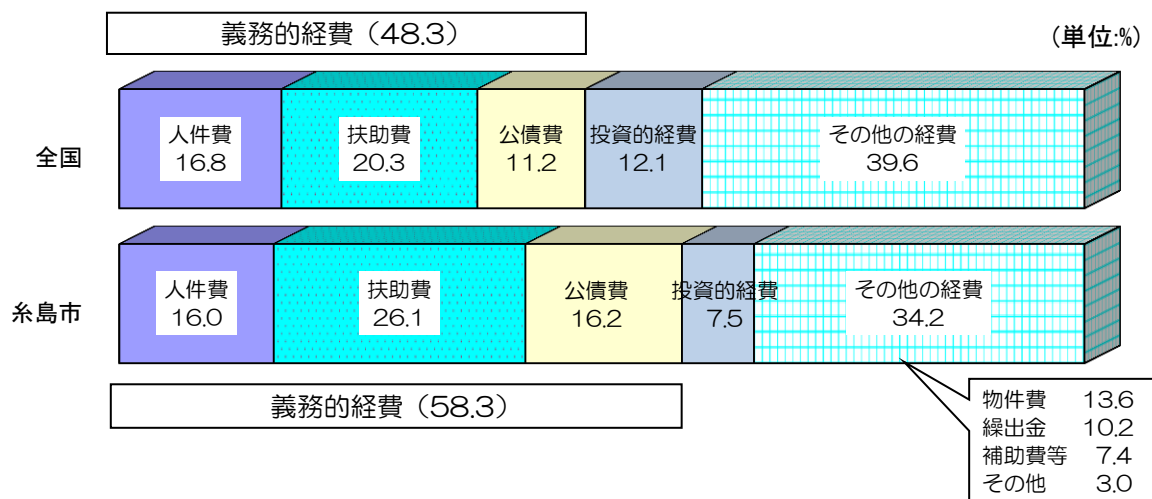 義務的経費（48.3）
（単位:%）
全国
人件費
16.8
扶助費
20.3
公債費
11.2
投資的経費
12.1
その他の経費
39.6
糸島市
人件費
16.0
扶助費
26.1
公債費
16.2
投資的経費
7.5
その他の経費
34.2
義務的経費（58.3）
物件費 13.6
繰出金 10.2
補助費等 7.4
その他 3.0